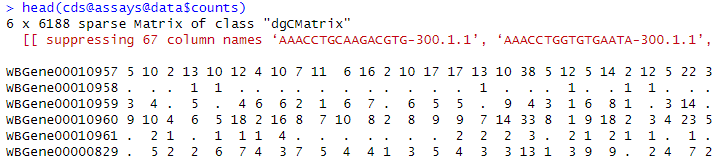 > head(cds@assays@data$counts)
6 x 6188 sparse Matrix of class "dgCMatrix"
[[ suppressing 67 column names ‘AAACCTGCAAGACGTG-300.1.1’, ‘AAACCTGGTGTGAATA-300.1.1’,
WBGene00010957 5 10 2 13 10 12 4 10 7 11  6 16 2 10 17 17 13 10 38 5 12 5 14 2 12 5 22 3
WBGene00010958 .  . .  1  1  . .  . .  .  .  . .  .  .  .  1  .  . .  1 .  . 1  1 .  . .
WBGene00010959 3  4 .  5  .  4 6  6 2  1  6  7 .  6  5  5  .  9  4 3  1 6  8 1  . 3 14 .
WBGene00010960 9 10 4  6  5 18 2 16 8  7 10  8 2  8  9  9  7 14 33 8  1 9 18 2  3 4 23 5
WBGene00010961 .  2 1  .  1  1 1  4 .  .  .  . .  .  .  2  2  2  3 .  2 1  2 1  1 .  1 .
WBGene00000829 .  5 2  2  6  7 4  3 7  5  4  4 1  3  5  4  3  3 13 1  3 9  9 .  2 4  7 2